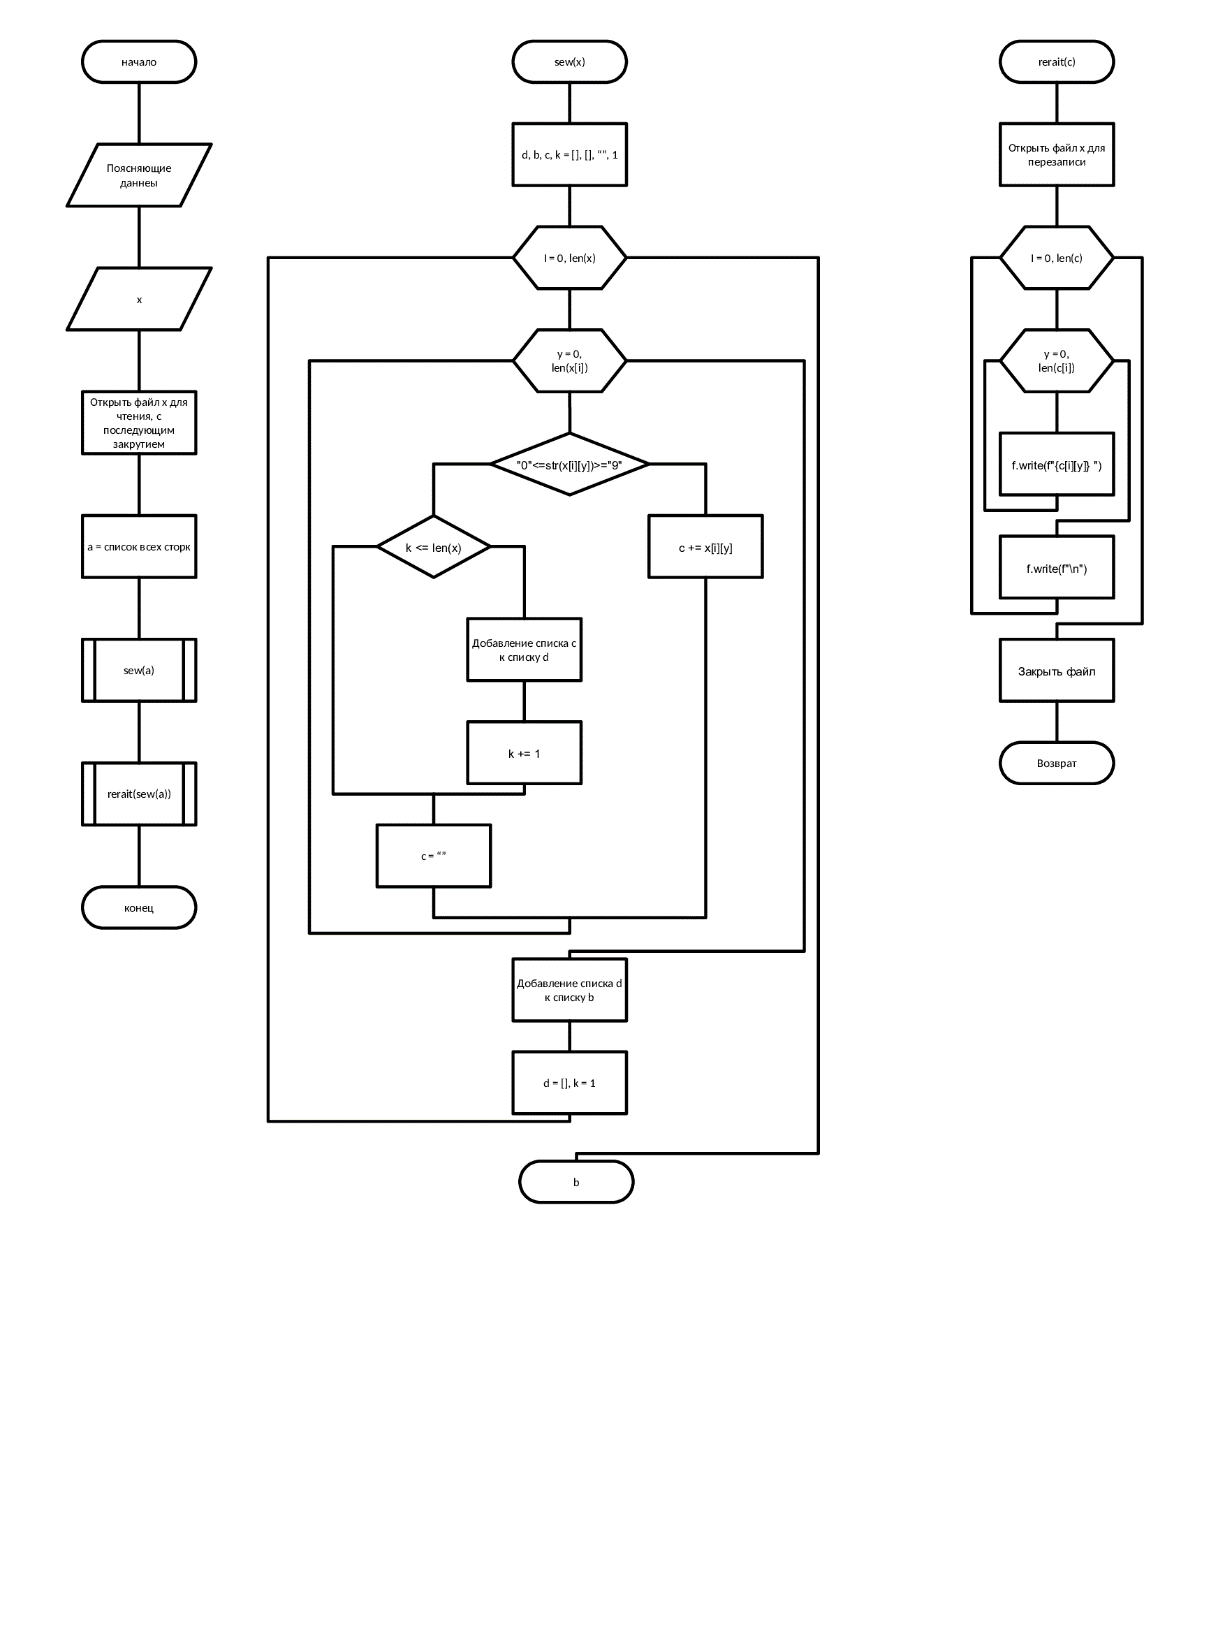 начало
Поясняющие
даннеы
x
Открыть файл x для
чтения, с
последующим
закрутием
a = список всех сторк
sew(a)
rerait(sew(a))
конец
sew(x)
d, b, c, k = [], [], “”, 1
I = 0, len(x)
y = 0,
len(x[i])
"0"<=str(x[i][y])>="9"
k <= len(x)
c += x[i][y]
Добавление списка c
к списку d
k += 1
c = “”
Добавление списка d
к списку b
d = [], k = 1
b
rerait(c)
Открыть файл x для
перезаписи
I = 0, len(c)
y = 0,
len(c[i])
f.write(f"{c[i][y]} ")
f.write(f"\n")
Закрыть файл
Возврат